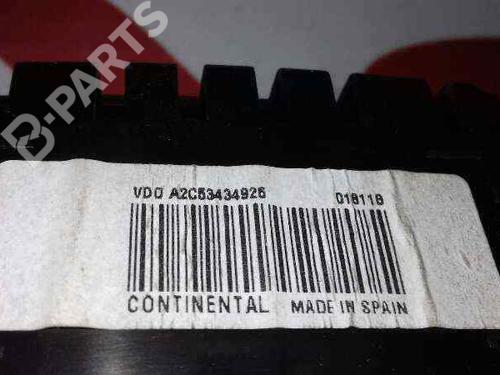 B-PARTS
VDO A2C53434926 018118
CONTINENTAL MADE IN SPAIN